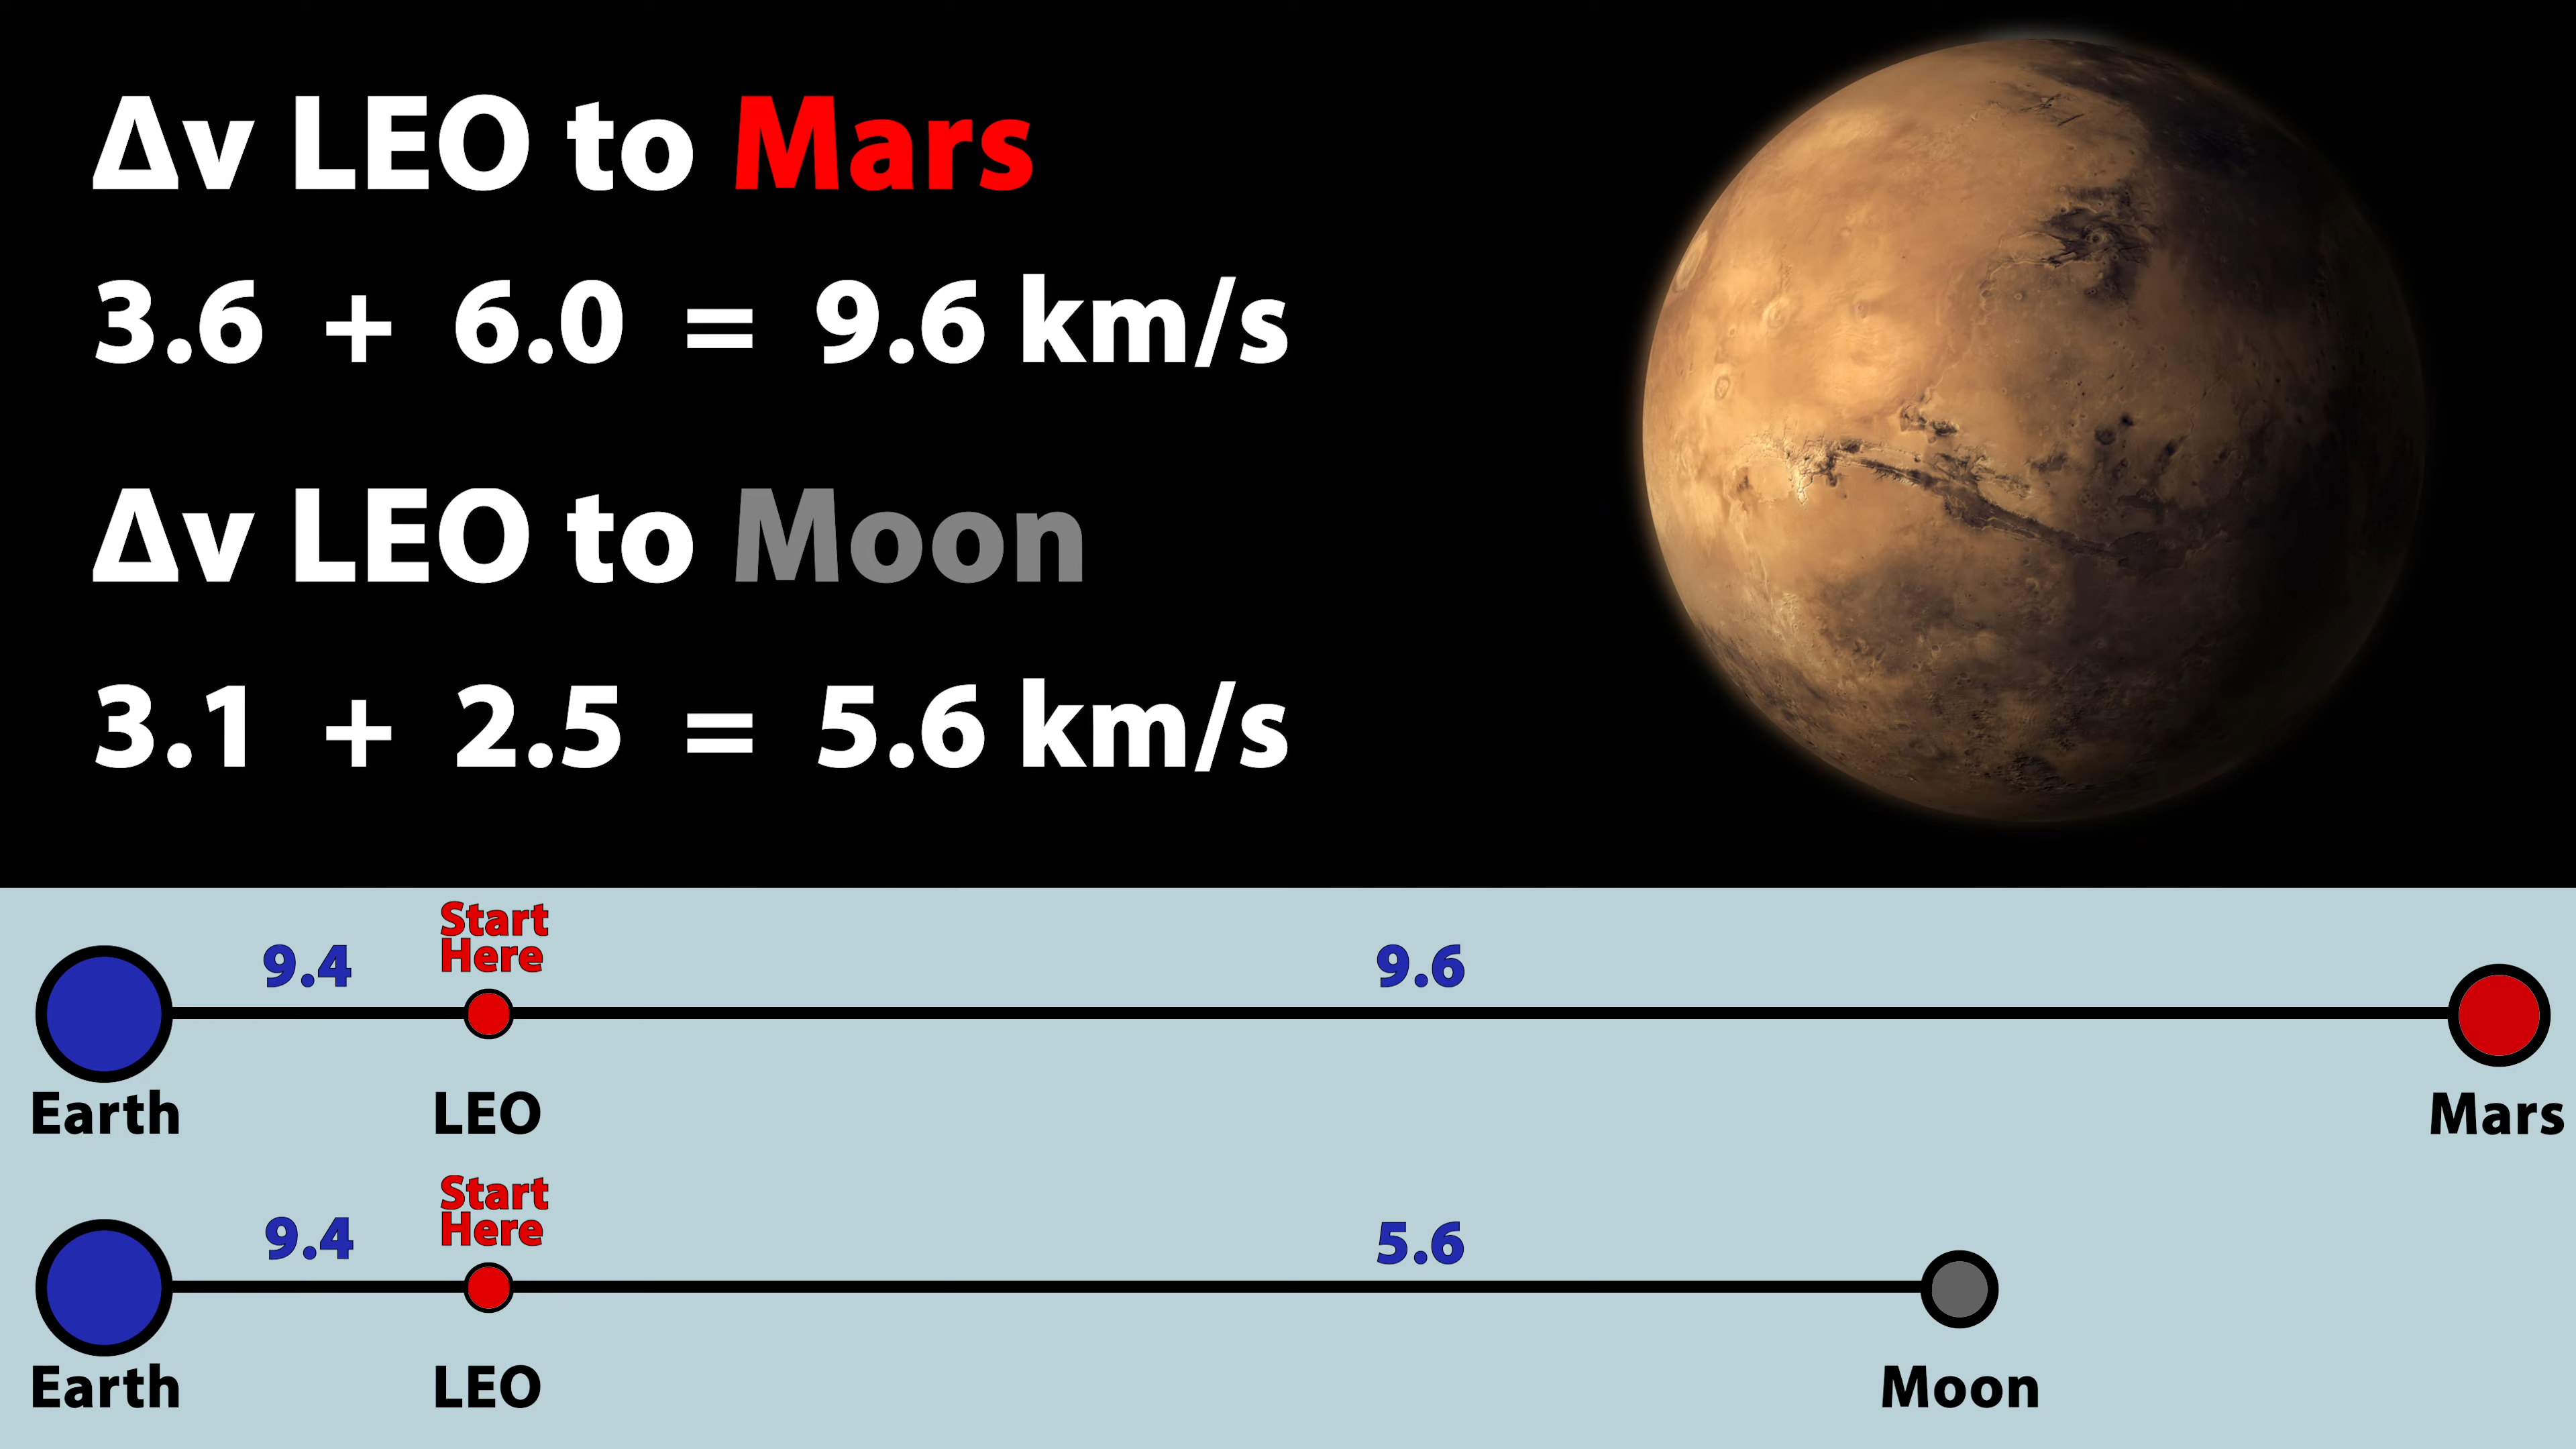 Δv LEO to Mars
3.6 + 6.0 = 9.6 km/s
Δv LEO to Moon
3.1 + 2.5 = 5.6 km/s
Start
Here
9.4
9.6
Earth
LEO
Mars
Start
Here
9.4
5.6
Earth
LEO
Moon